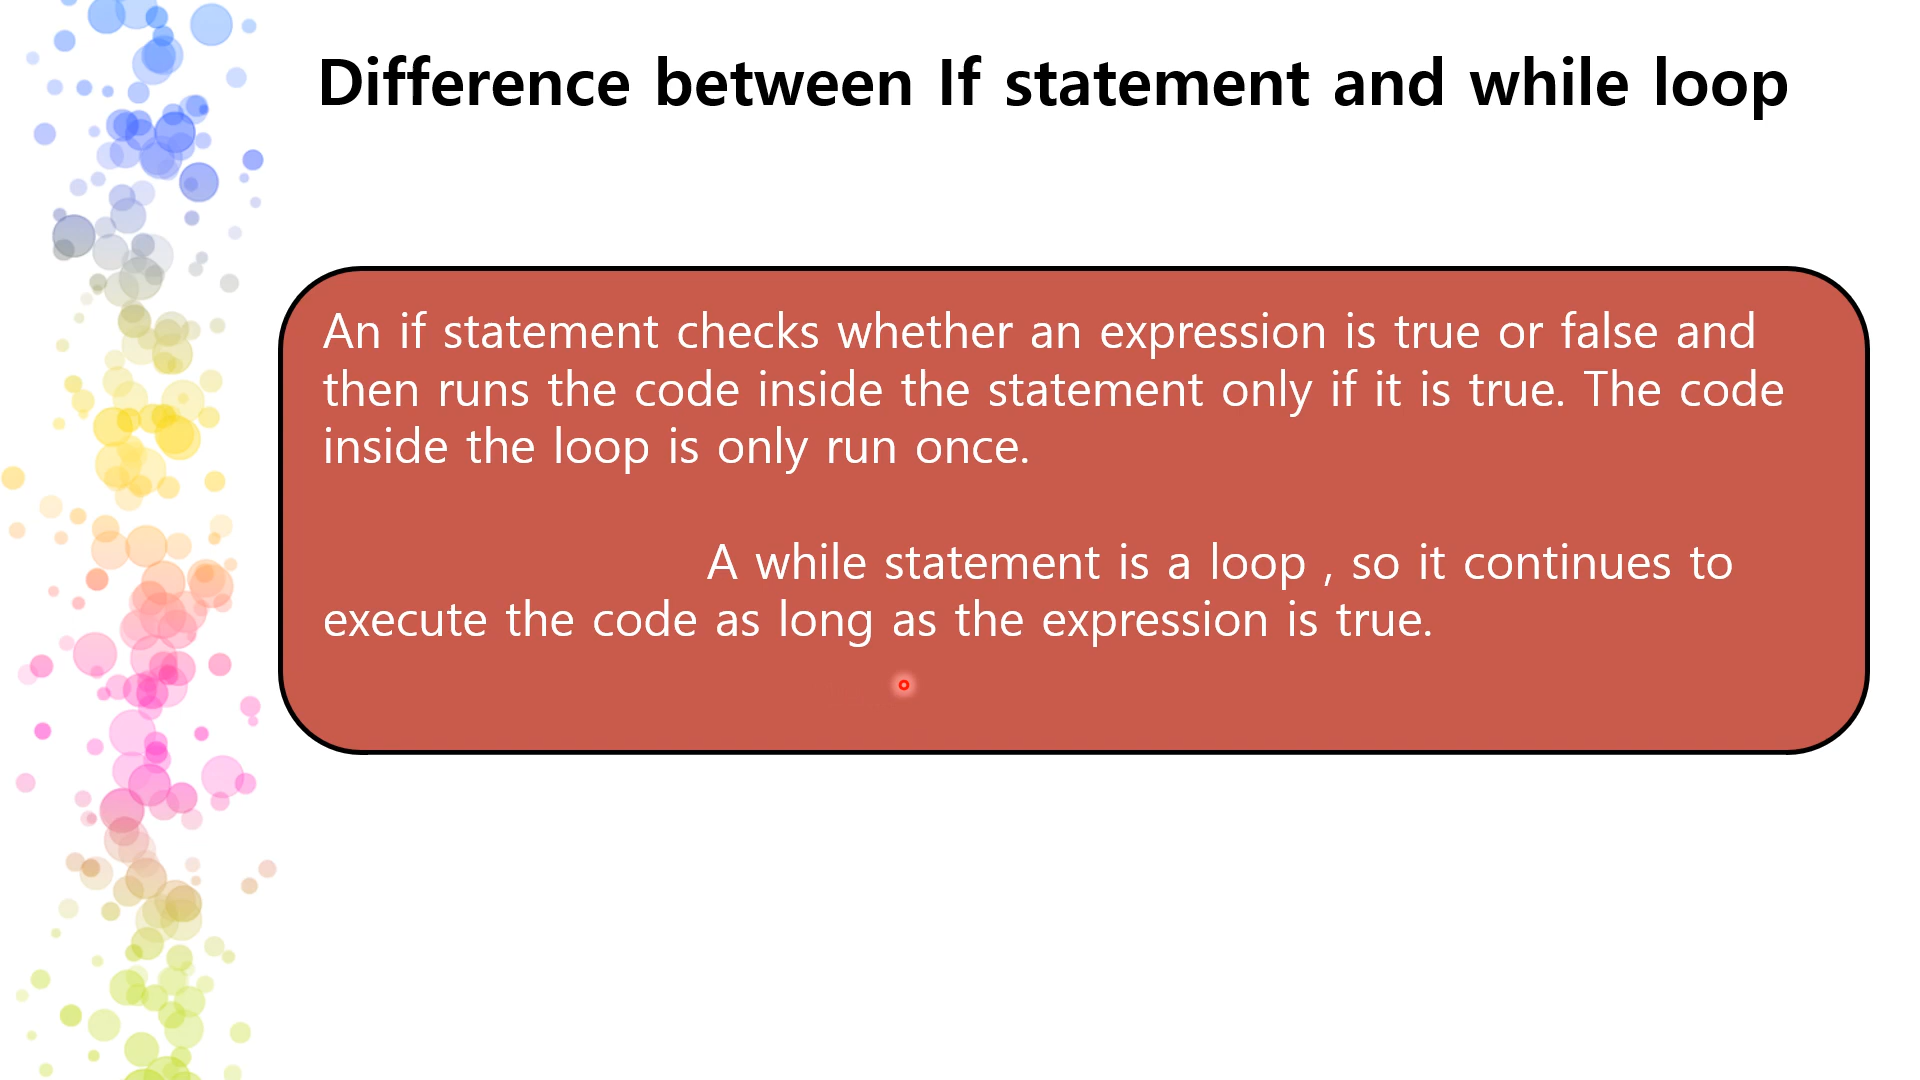 Difference between If statement and while loop
An if statement checks whether an expression is true or false and
then runs the code inside the statement only if it is true. The code
inside the loop is only run once.
A while statement is a loop , so it continues to
execute the code as long as the expression is true.